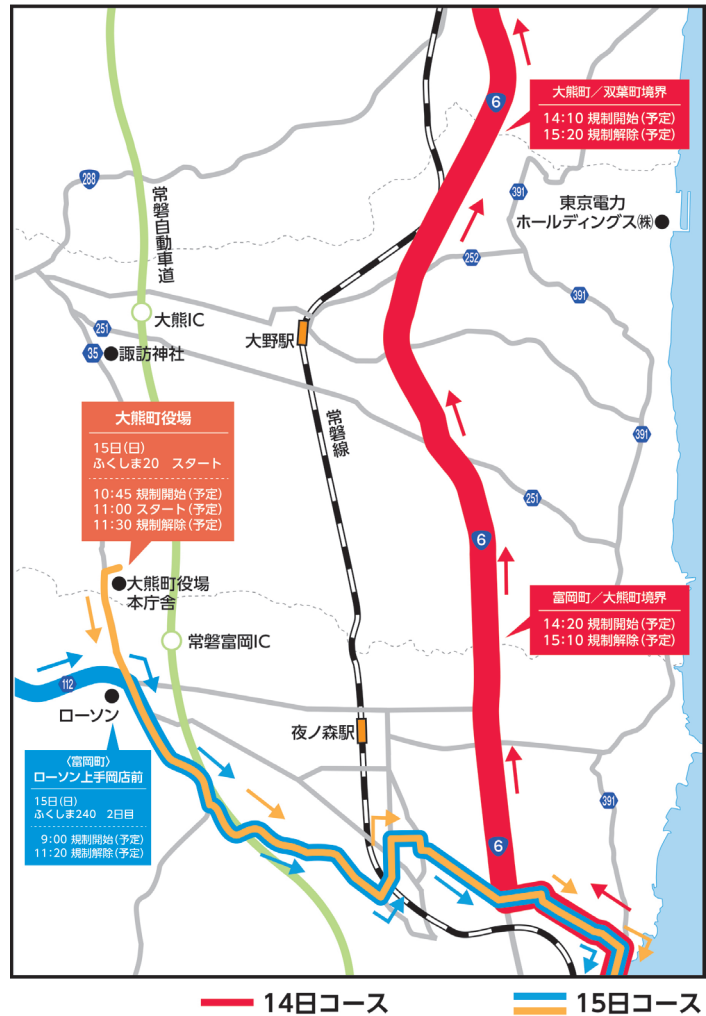 6
大熊町／双葉町境界
14:10 規制開始(予定)
15:20 規制解除(予定)
288
391
常磐自動車道
東京電力
ホールディングス㈱
252
391
大熊IC
251
大野駅
35
諏訪神社
大熊町役場
15日(日)
ふくしま20　スタート
10:45 規制開始(予定)
11:00 スタート(予定)
11:30 規制解除(予定)
常磐線
391
251
6
大熊町役場
本庁舎
富岡町／大熊町境界
14:20 規制開始(予定)
15:10 規制解除(予定)
常磐富岡IC
112
ローソン
夜ノ森駅
〈富岡町〉
ローソン上手岡店前
15日(日)
ふくしま240　2日目
9:00 規制開始(予定)
11:20 規制解除(予定)
391
6
14日コース
15日コース